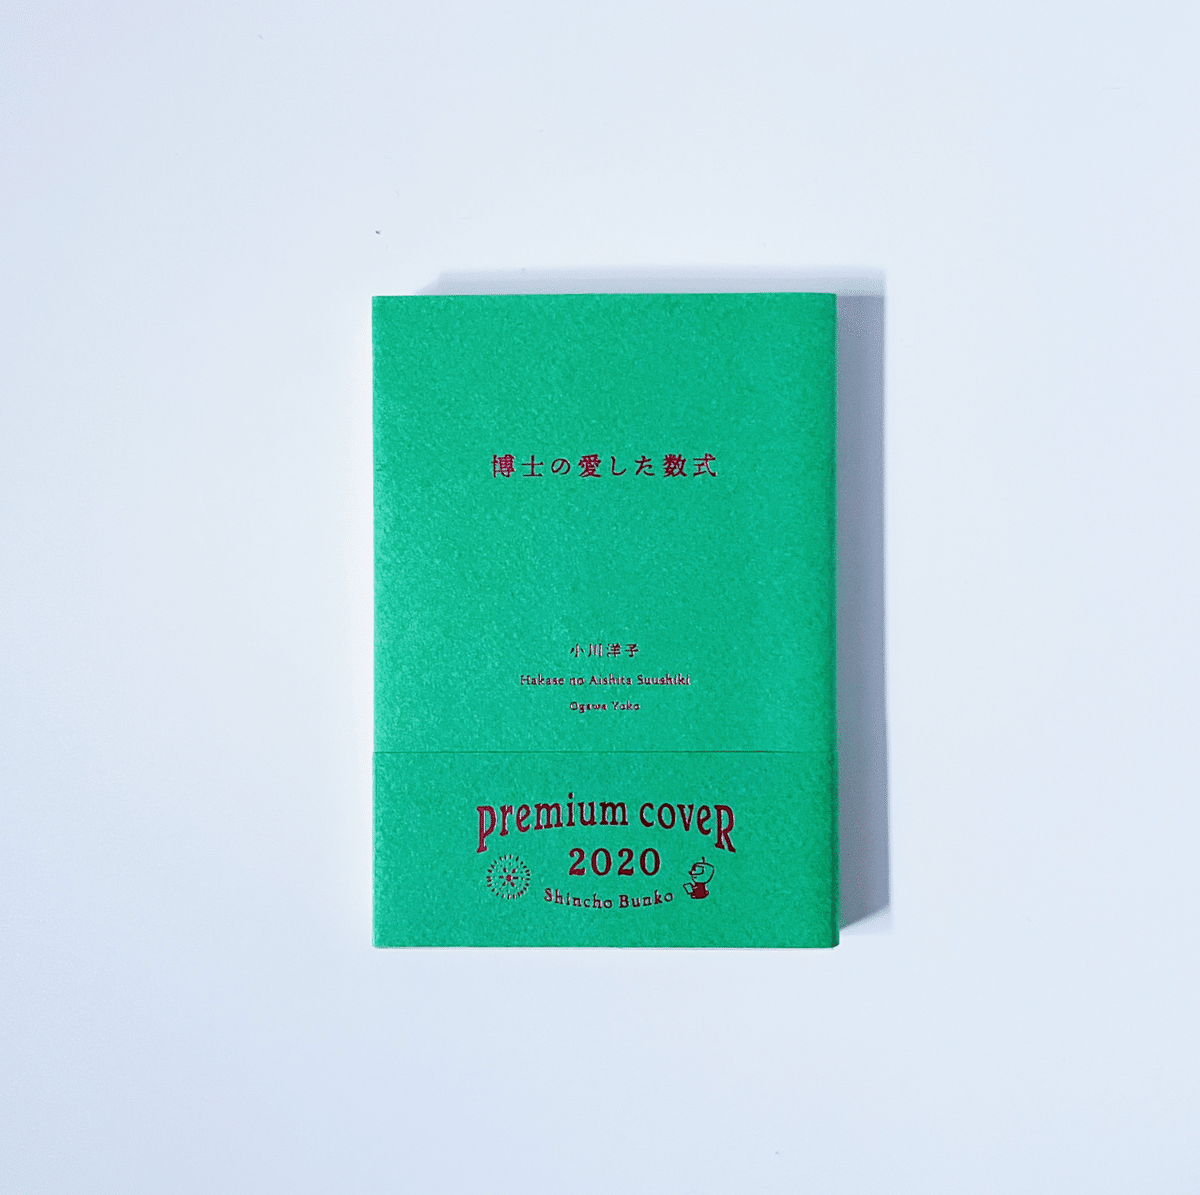 博士の愛した数式
小川洋子
Hakase no Aishita Suushiki
Ogawa Yoko
premium coveR
2020
Shincho Bunko